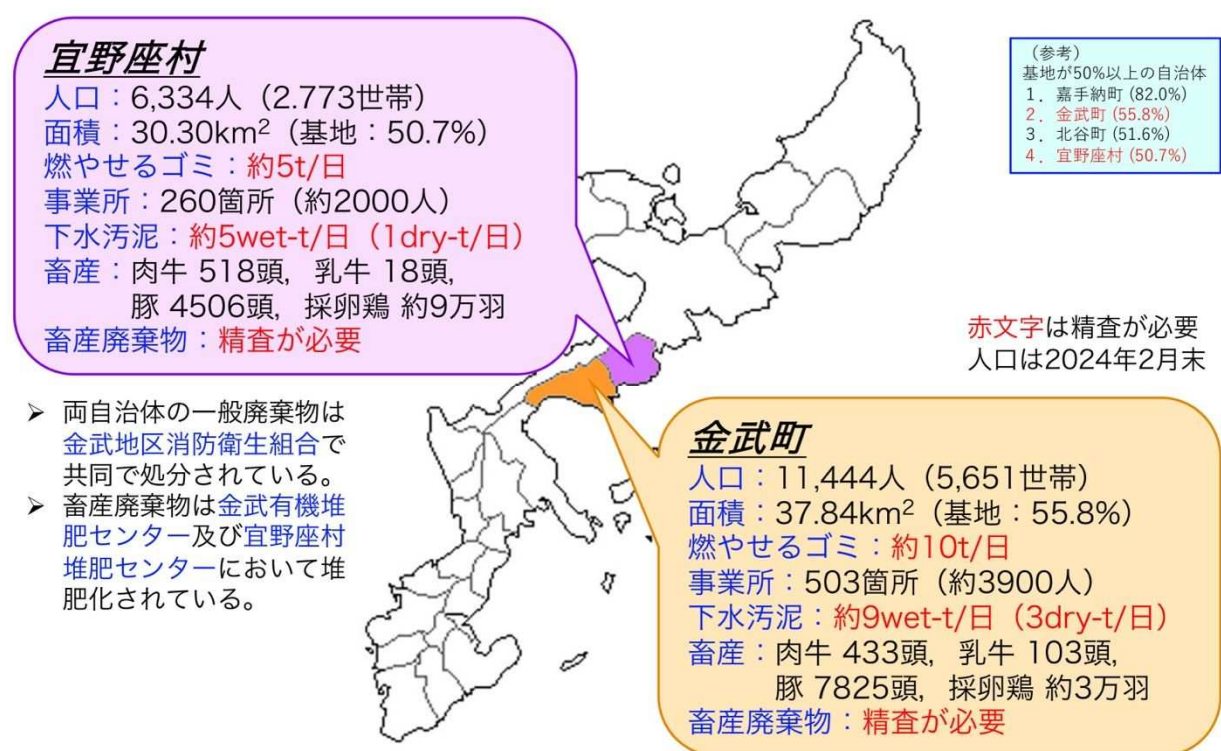 宜野座村
人口：6,334人（2.773世帯）
面積：30.30km²（基地：50.7%）
燃やせるゴミ：約5t/日
事業所：260箇所（約2000人）
下水汚泥：約5wet-t/日（1dry-t/日）
畜産：肉牛 518頭，乳牛 18頭，
豚 4506頭，採卵鶏 約9万羽
畜産廃棄物：精査が必要
（参考）
基地が50%以上の自治体
1．嘉手納町 (82.0%)
2．金武町 (55.8%)
3．北谷町 (51.6%)
4．宜野座村 (50.7%)
赤文字は精査が必要
人口は2024年2月末
➢ 両自治体の一般廃棄物は
金武地区消防衛生組合で
共同で処分されている。
➢ 畜産廃棄物は金武有機堆
肥センター及び宜野座村
堆肥センターにおいて堆
肥化されている。
金武町
人口：11,444人（5,651世帯）
面積：37.84km²（基地：55.8%）
燃やせるゴミ：約10t/日
事業所：503箇所（約3900人）
下水汚泥：約9wet-t/日（3dry-t/日）
畜産：肉牛 433頭，乳牛 103頭，
豚 7825頭，採卵鶏 約3万羽
畜産廃棄物：精査が必要